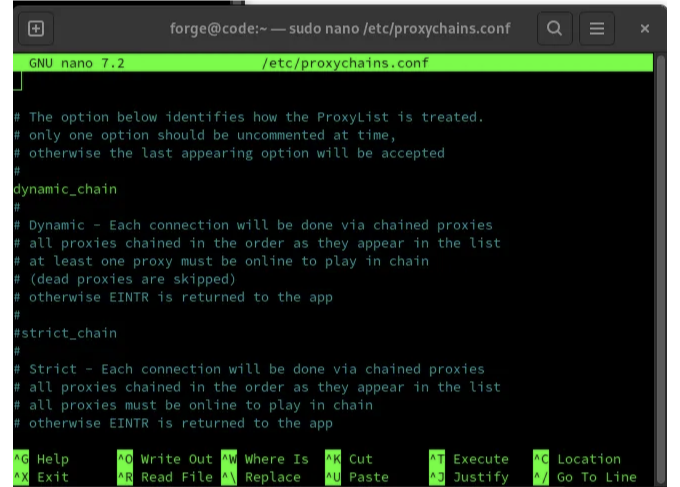 forge@code:~ — sudo nano /etc/proxychains.conf
GNU nano 7.2 /etc/proxychains.conf
# The option below identifies how the ProxyList is treated.
# only one option should be uncommented at time,
# otherwise the last appearing option will be accepted
#
dynamic_chain
#
# Dynamic - Each connection will be done via chained proxies
# all proxies chained in the order as they appear in the list
# at least one proxy must be online to play in chain
# (dead proxies are skipped)
# otherwise EINTR is returned to the app
#
#strict_chain
#
# Strict - Each connection will be done via chained proxies
# all proxies chained in the order as they appear in the list
# all proxies must be online to play in chain
# otherwise EINTR is returned to the app
^G Help ^O Write Out ^W Where Is ^K Cut ^T Execute ^C Location
^X Exit ^R Read File ^\ Replace ^U Paste ^J Justify ^/ Go To Line